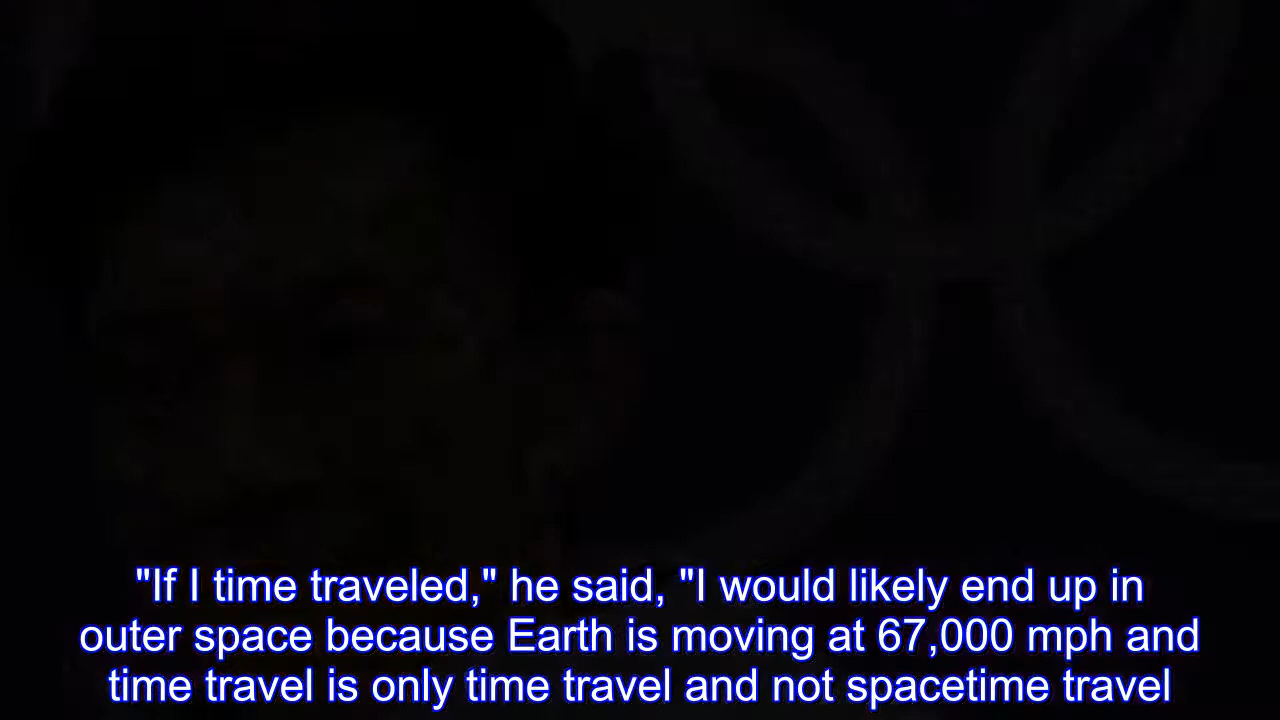 "If I time traveled," he said, "I would likely end up in
outer space because Earth is moving at 67,000 mph and
time travel is only time travel and not spacetime travel